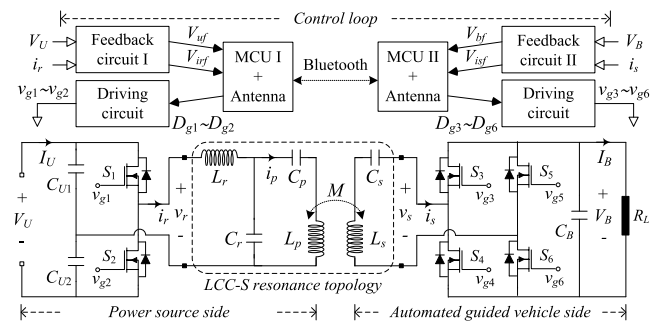 Control loop
V_U
i_r
Feedback circuit I
V_uf
V_irf
MCU I + Antenna
Bluetooth
MCU II + Antenna
V_bf
V_isf
Feedback circuit II
V_B
i_s
v_g1~v_g2
Driving circuit
D_g1~D_g2
D_g3~D_g6
Driving circuit
v_g3~v_g6
I_U
C_U1
S_1
v_g1
i_r
+ v_r -
L_r
i_p
C_p
C_s
M
+ v_s -
i_s
S_3
v_g3
S_5
v_g5
I_B
+ V_B -
R_L
+ V_U -
C_r
L_p
L_s
C_B
C_U2
S_2
v_g2
S_4
v_g4
S_6
v_g6
LCC-S resonance topology
Power source side
Automated guided vehicle side